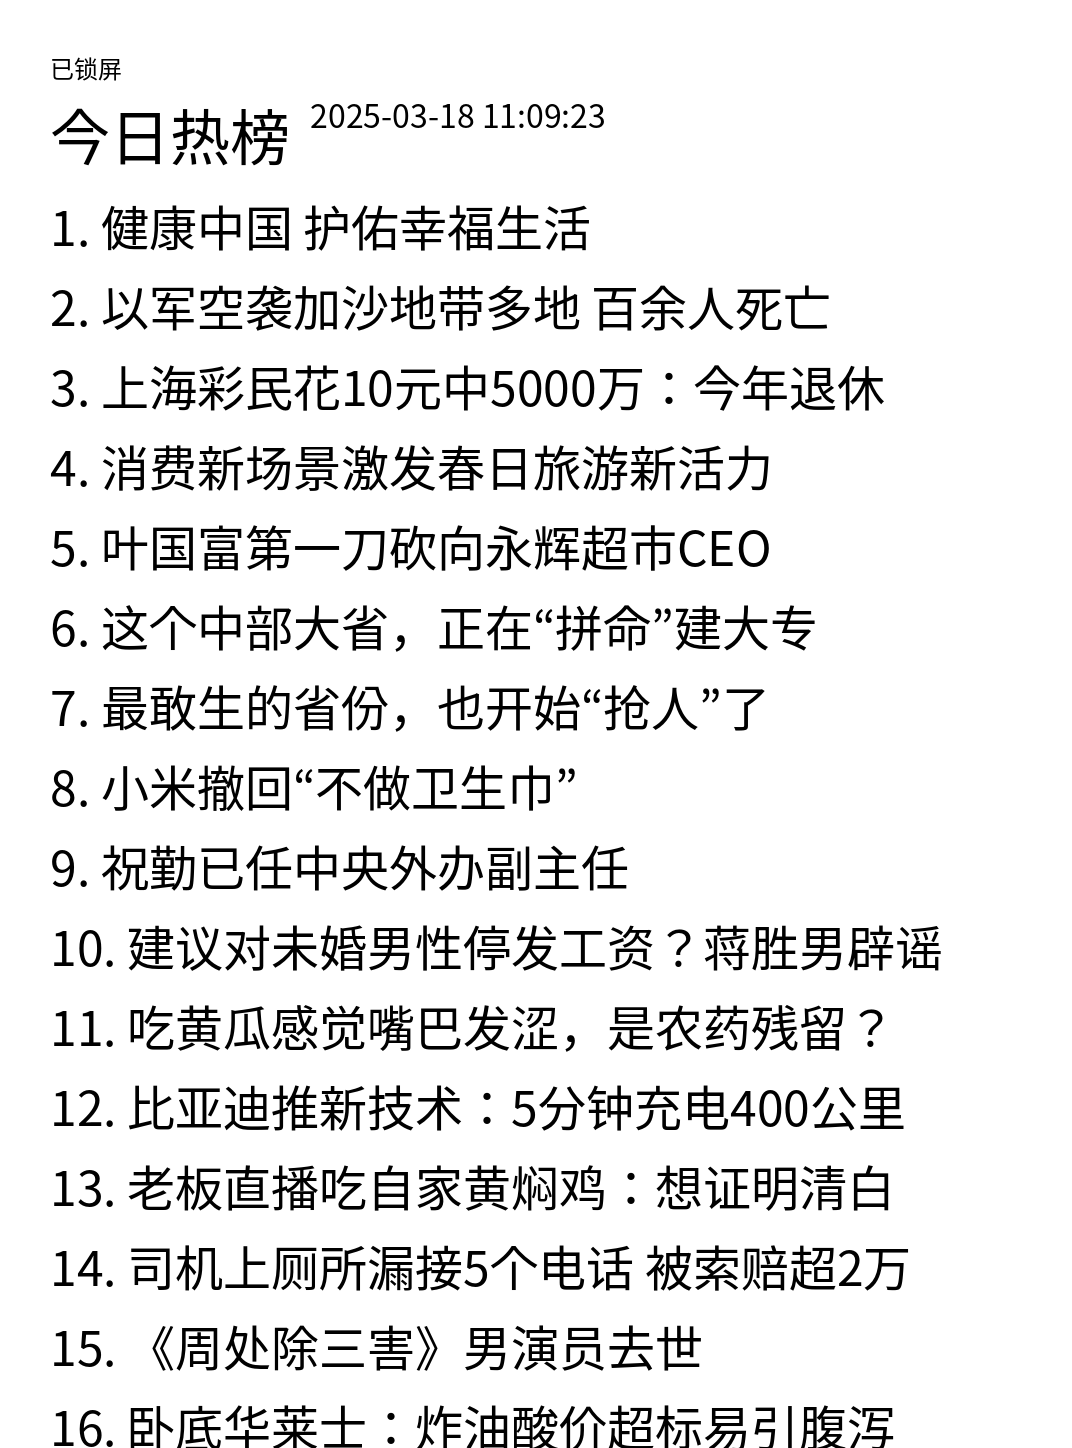 已锁屏
今日热榜 2025-03-18 11:09:23
1. 健康中国 护佑幸福生活
2. 以军空袭加沙地带多地 百余人死亡
3. 上海彩民花10元中5000万：今年退休
4. 消费新场景激发春日旅游新活力
5. 叶国富第一刀砍向永辉超市CEO
6. 这个中部大省，正在“拼命”建大专
7. 最敢生的省份，也开始“抢人”了
8. 小米撤回“不做卫生巾”
9. 祝勤已任中央外办副主任
10. 建议对未婚男性停发工资？蒋胜男辟谣
11. 吃黄瓜感觉嘴巴发涩，是农药残留？
12. 比亚迪推新技术：5分钟充电400公里
13. 老板直播吃自家黄焖鸡：想证明清白
14. 司机上厕所漏接5个电话 被索赔超2万
15. 《周处除三害》男演员去世
16. 卧底华莱士：炸油酸价超标易引腹泻